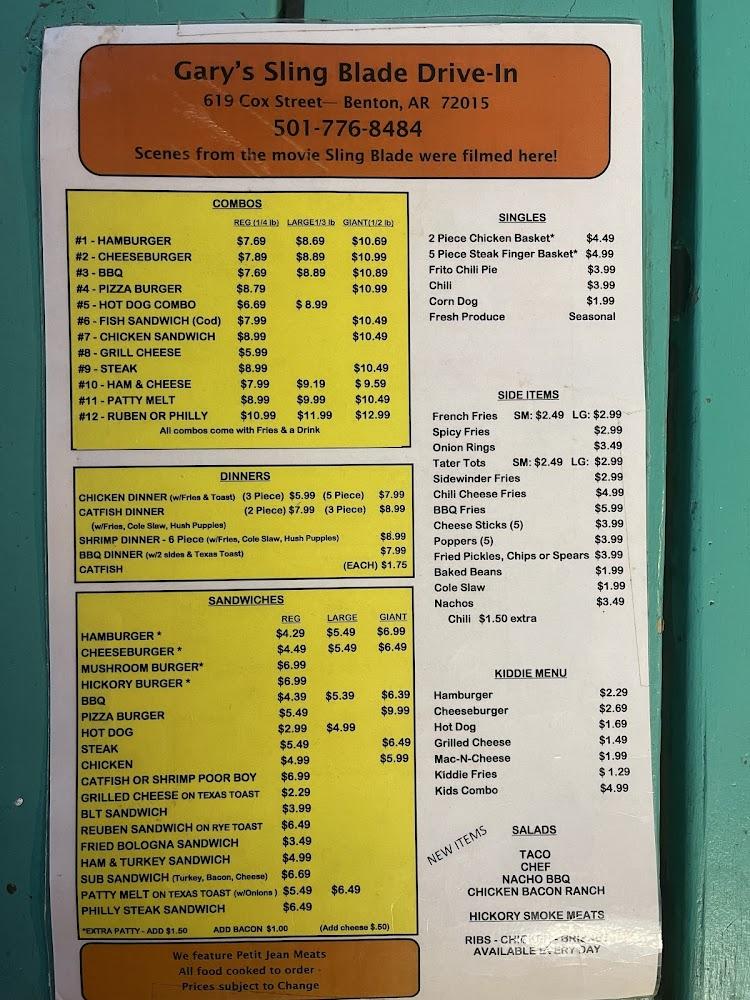 Gary's Sling Blade Drive-In
619 Cox Street— Benton, AR 72015
501-776-8484
Scenes from the movie Sling Blade were filmed here!
COMBOS
REG (1/4 lb) LARGE1/3 lb GIANT(1/2 lb)
#1 - HAMBURGER $7.69 $8.69 $10.69
#2 - CHEESEBURGER $7.89 $8.89 $10.99
#3 - BBQ $7.69 $8.89 $10.89
#4 - PIZZA BURGER $8.79 $10.99
#5 - HOT DOG COMBO $6.69 $ 8.99
#6 - FISH SANDWICH (Cod) $7.99 $10.49
#7 - CHICKEN SANDWICH $8.99 $10.49
#8 - GRILL CHEESE $5.99
#9 - STEAK $8.99 $10.49
#10 - HAM & CHEESE $7.99 $9.19 $ 9.59
#11 - PATTY MELT $8.99 $9.99 $10.49
#12 - RUBEN OR PHILLY $10.99 $11.99 $12.99
All combos come with Fries & a Drink
DINNERS
CHICKEN DINNER (w/Fries & Toast) (3 Piece) $5.99 (5 Piece) $7.99
CATFISH DINNER (2 Piece) $7.99 (3 Piece) $8.99
(w/Fries, Cole Slaw, Hush Puppies)
SHRIMP DINNER - 6 Piece (w/Fries, Cole Slaw, Hush Puppies) $8.99
BBQ DINNER (w/2 sides & Texas Toast) $7.99
CATFISH (EACH) $1.75
SANDWICHES
REG LARGE GIANT
HAMBURGER * $4.29 $5.49 $6.99
CHEESEBURGER * $4.49 $5.49 $6.49
MUSHROOM BURGER* $6.99
HICKORY BURGER * $6.99
BBQ $4.39 $5.39 $6.39
PIZZA BURGER $5.49 $9.99
HOT DOG $2.99 $4.99
STEAK $5.49 $6.49
CHICKEN $4.99 $5.99
CATFISH OR SHRIMP POOR BOY $6.99
GRILLED CHEESE ON TEXAS TOAST $2.29
BLT SANDWICH $3.99
REUBEN SANDWICH ON RYE TOAST $6.49
FRIED BOLOGNA SANDWICH $3.49
HAM & TURKEY SANDWICH $4.99
SUB SANDWICH (Turkey, Bacon, Cheese) $6.69
PATTY MELT ON TEXAS TOAST (w/Onions ) $5.49 $6.49
PHILLY STEAK SANDWICH $6.49
*EXTRA PATTY - ADD $1.50 ADD BACON $1.00 (Add cheese $.50)
We feature Petit Jean Meats
All food cooked to order -
Prices subject to Change
SINGLES
2 Piece Chicken Basket* $4.49
5 Piece Steak Finger Basket* $4.99
Frito Chili Pie $3.99
Chili $3.99
Corn Dog $1.99
Fresh Produce Seasonal
SIDE ITEMS
French Fries SM: $2.49 LG: $2.99
Spicy Fries $2.99
Onion Rings $3.49
Tater Tots SM: $2.49 LG: $2.99
Sidewinder Fries $2.99
Chili Cheese Fries $4.99
BBQ Fries $5.99
Cheese Sticks (5) $3.99
Poppers (5) $3.99
Fried Pickles, Chips or Spears $3.99
Baked Beans $1.99
Cole Slaw $1.99
Nachos $3.49
Chili $1.50 extra
KIDDIE MENU
Hamburger $2.29
Cheeseburger $2.69
Hot Dog $1.69
Grilled Cheese $1.49
Mac-N-Cheese $1.99
Kiddie Fries $ 1.29
Kids Combo $4.99
NEW ITEMS
SALADS
TACO
CHEF
NACHO BBQ
CHICKEN BACON RANCH
HICKORY SMOKE MEATS
RIBS -
AVAILABLE EVERY DAY